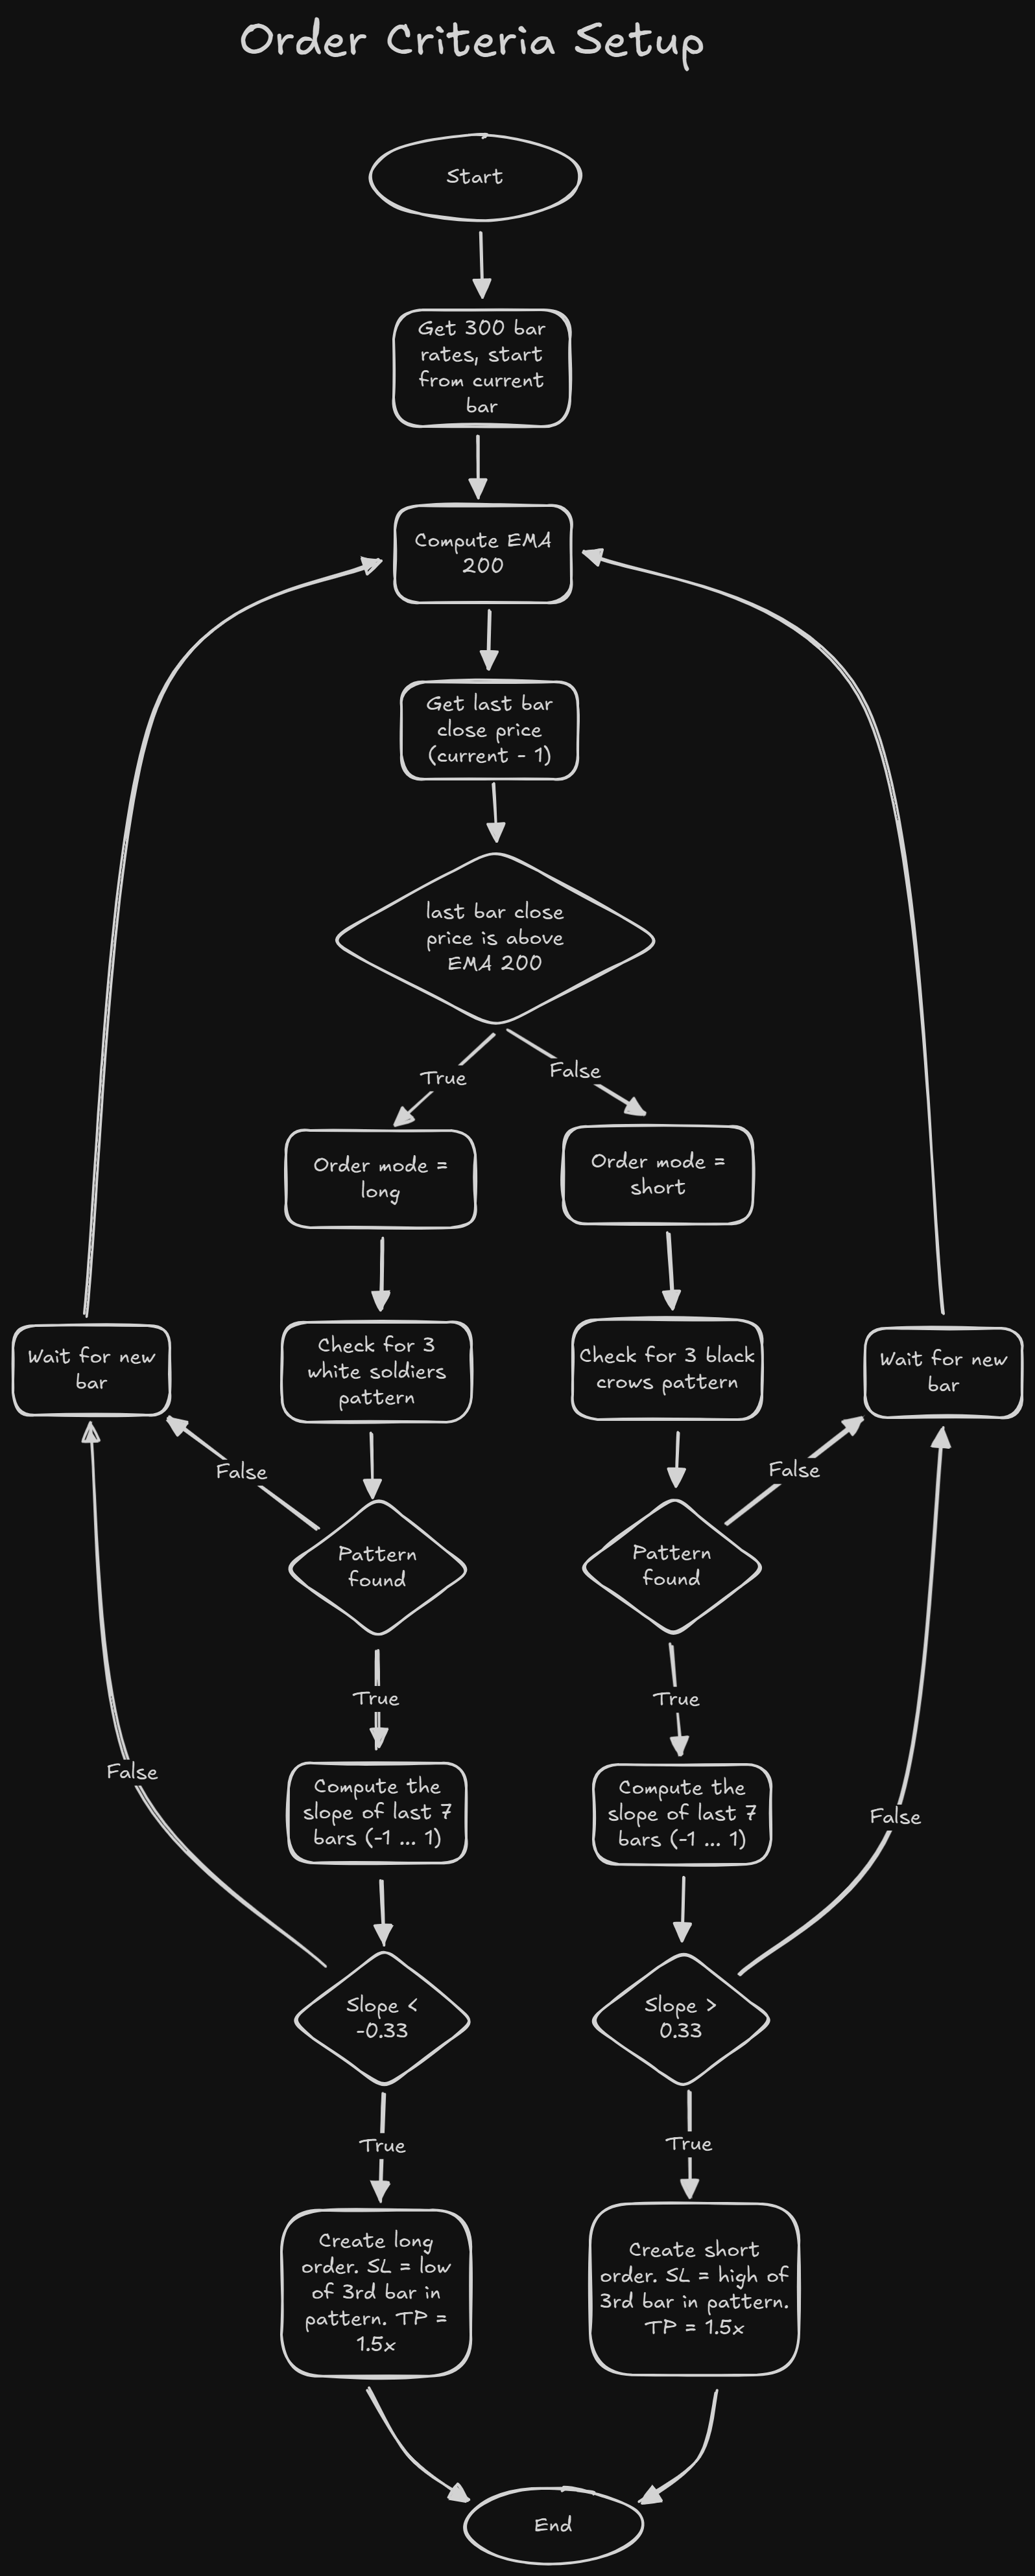 Order Criteria Setup
Start
Get 300 bar
rates, start
from current
bar
Compute EMA
200
Get last bar
close price
(current - 1)
last bar close
price is above
EMA 200
True
False
Order mode =
long
Order mode =
short
Wait for new
bar
Check for 3
white soldiers
pattern
Check for 3 black
crows pattern
Wait for new
bar
False
False
Pattern
found
Pattern
found
True
True
False
Compute the
slope of last 7
bars (-1 ... 1)
Compute the
slope of last 7
bars (-1 ... 1)
False
Slope <
-0.33
Slope >
0.33
True
True
Create long
order. SL = low
of 3rd bar in
pattern. TP =
1.5x
Create short
order. SL = high of
3rd bar in pattern.
TP = 1.5x
End